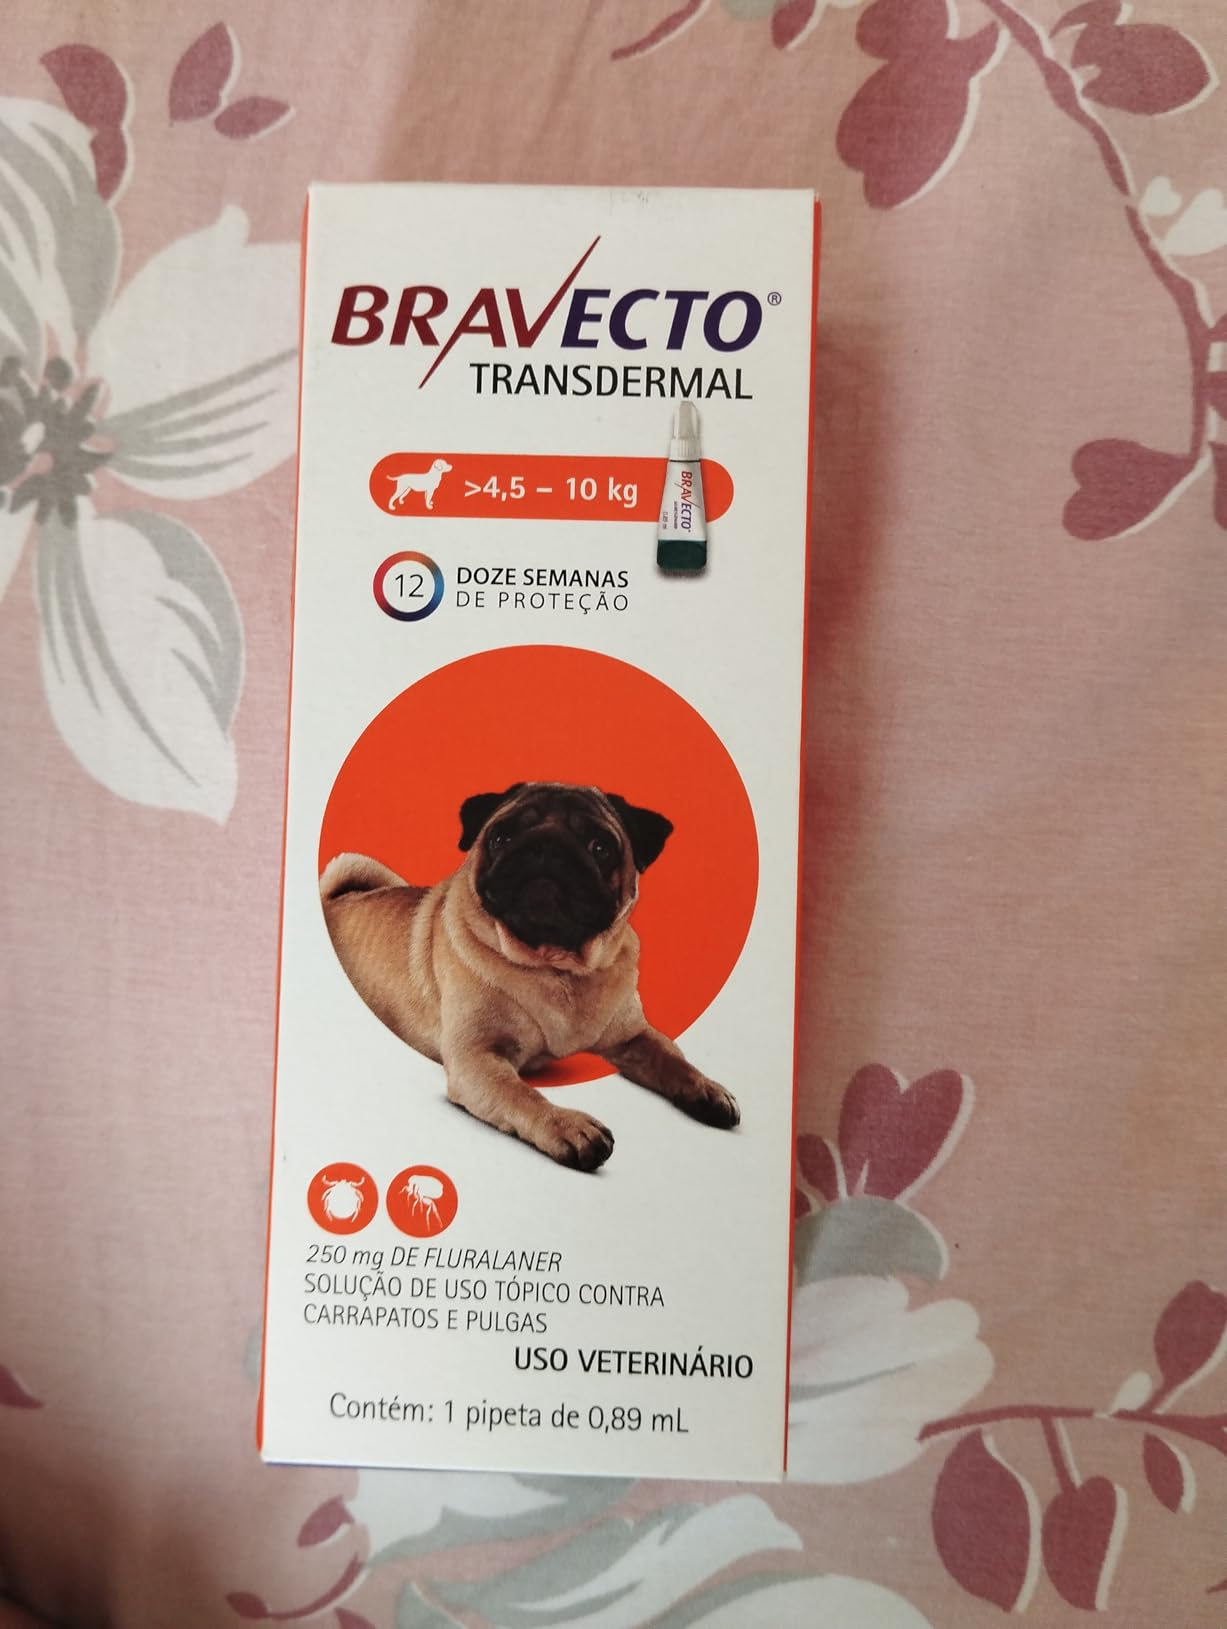 BRAVECTO®
TRANSDERMAL
>4,5 – 10 kg
BRAVECTO®
12
DOZE SEMANAS
DE PROTEÇÃO
250 mg DE FLURALANER
SOLUÇÃO DE USO TÓPICO CONTRA
CARRAPATOS E PULGAS
USO VETERINÁRIO
Contém: 1 pipeta de 0,89 mL